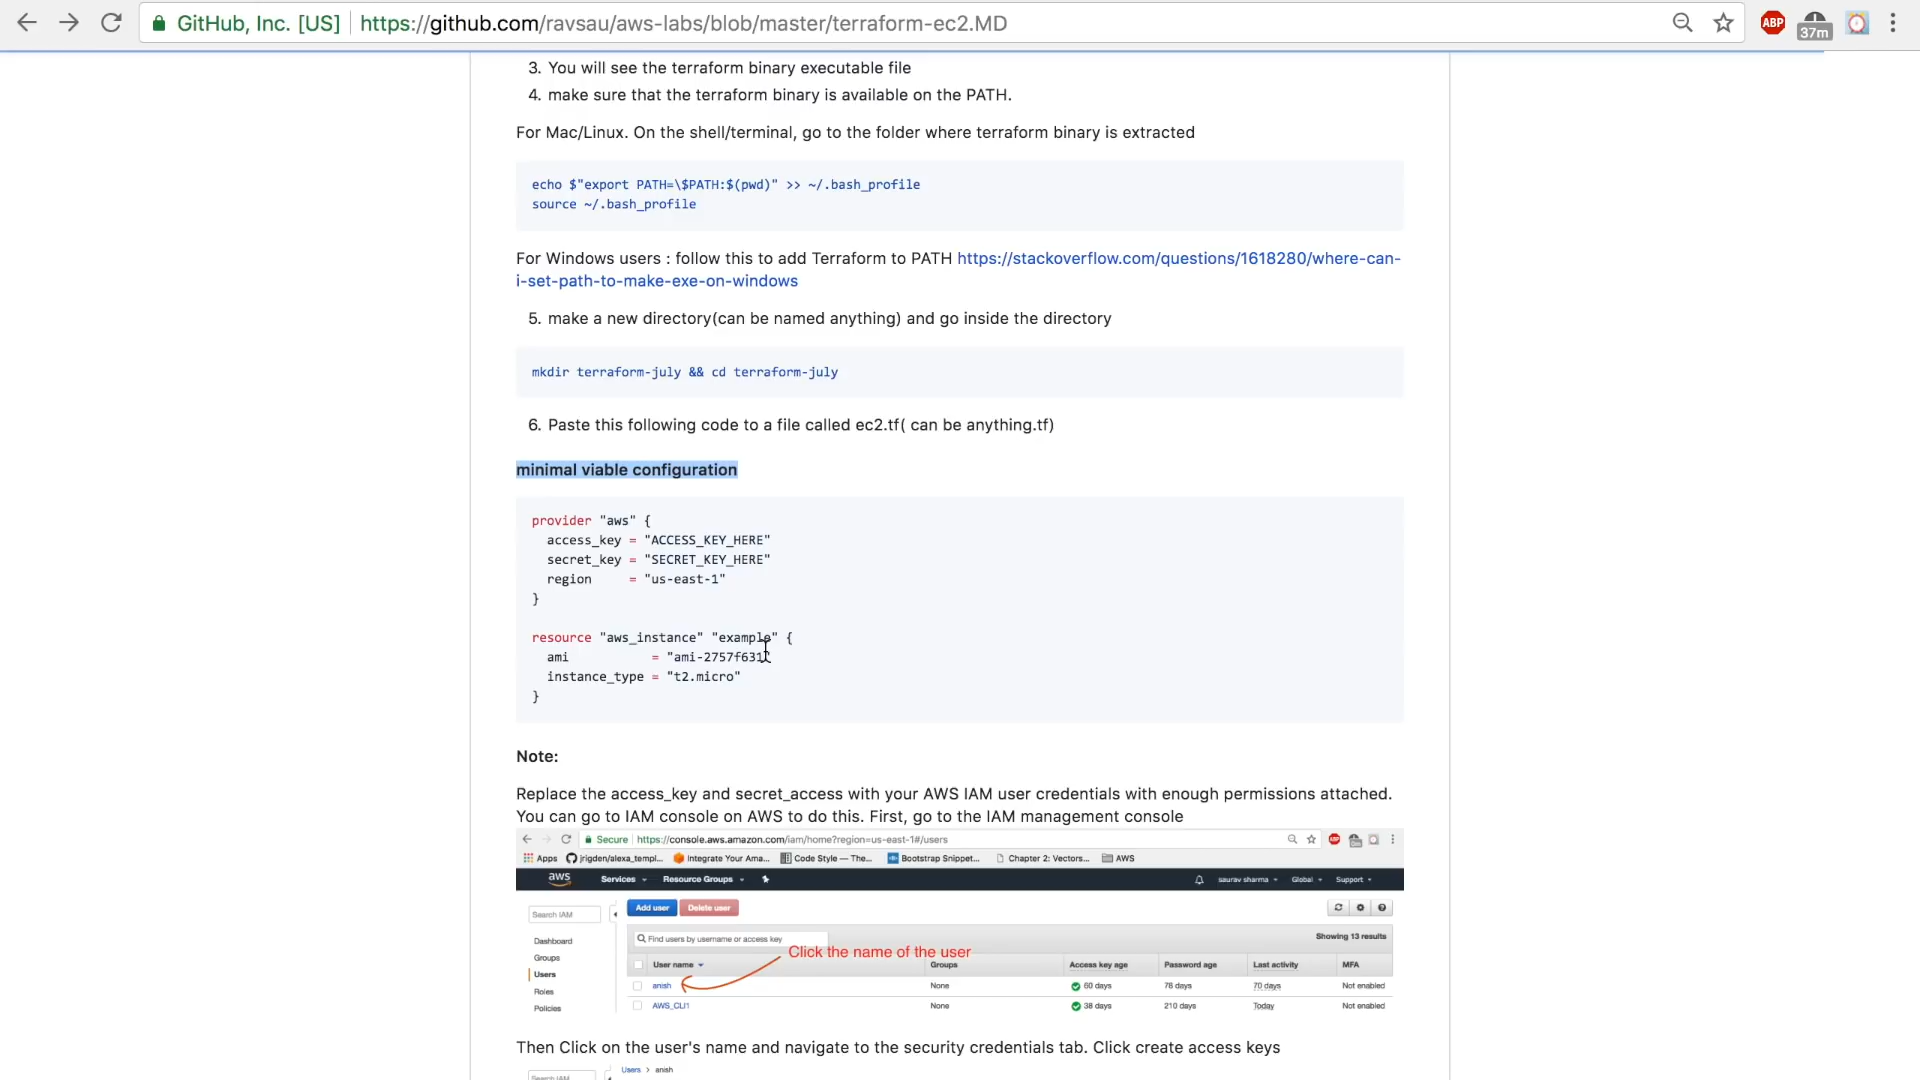 GitHub, Inc. [US] https://github.com/ravsau/aws-labs/blob/master/terraform-ec2.MD
ABP
37m
3. You will see the terraform binary executable file
4. make sure that the terraform binary is available on the PATH.
For Mac/Linux. On the shell/terminal, go to the folder where terraform binary is extracted
echo $"export PATH=\$PATH:$(pwd)" >> ~/.bash_profile
source ~/.bash_profile
For Windows users : follow this to add Terraform to PATH https://stackoverflow.com/questions/1618280/where-can-
i-set-path-to-make-exe-on-windows
5. make a new directory(can be named anything) and go inside the directory
mkdir terraform-july && cd terraform-july
6. Paste this following code to a file called ec2.tf( can be anything.tf)
minimal viable configuration
provider "aws" {
access_key = "ACCESS_KEY_HERE"
secret_key = "SECRET_KEY_HERE"
region = "us-east-1"
}
resource "aws_instance" "example" {
ami = "ami-2757f631"
instance_type = "t2.micro"
}
Note:
Replace the access_key and secret_access with your AWS IAM user credentials with enough permissions attached.
You can go to IAM console on AWS to do this. First, go to the IAM management console
Secure https://console.aws.amazon.com/iam/home?region=us-east-1#/users
Apps jrigden/alexa_templ... Integrate Your Ama... Code Style — The... Bootstrap Snippet... Chapter 2: Vectors... AWS
aws Services Resource Groups saurav sharma Global Support
Search IAM Add user Delete user
Dashboard Find users by username or access key Showing 13 results
Click the name of the user
Groups User name Groups Access key age Password age Last activity MFA
Users anish None 60 days 78 days 70 days Not enabled
Roles
Policies AWS_CLI1 None 38 days 210 days Today Not enabled
Then Click on the user's name and navigate to the security credentials tab. Click create access keys
Users > anish
Search IAM